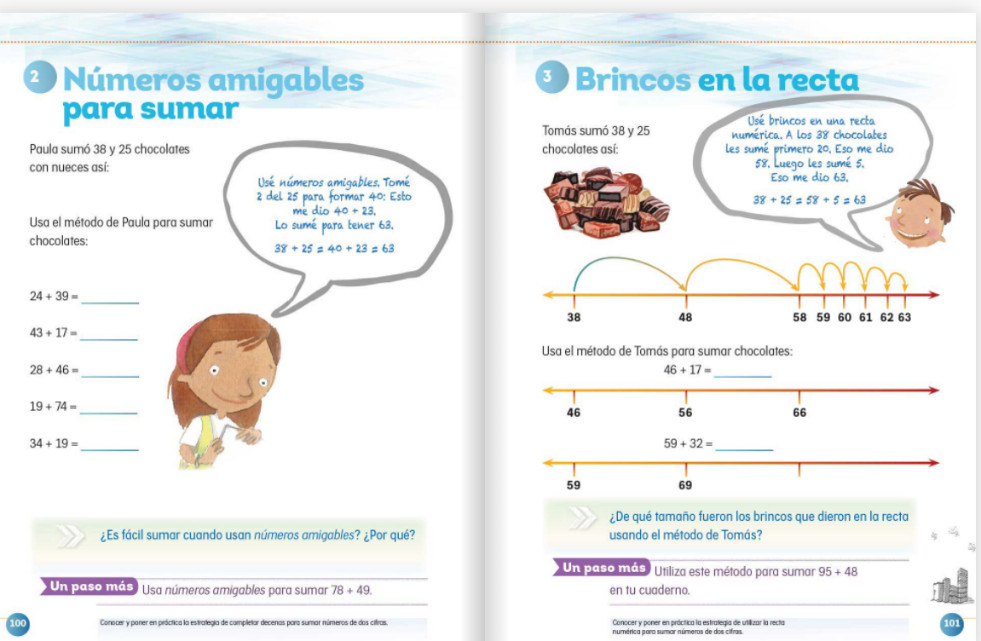 2 Números amigables
para sumar
Paula sumó 38 y 25 chocolates
con nueces así:
Usé números amigables. Tomé
2 del 25 para formar 40: Esto
me dio 40 + 23.
Lo sumé para tener 63.
38 + 25 = 40 + 23 = 63
Usa el método de Paula para sumar
chocolates:
24 + 39 =
43 + 17 =
28 + 46 =
19 + 74 =
34 + 19 =
¿Es fácil sumar cuando usan números amigables? ¿Por qué?
Un paso más Usa números amigables para sumar 78 + 49.
100 Conocer y poner en práctica la estrategia de completar decenas para sumar números de dos cifras.
3 Brincos en la recta
Tomás sumó 38 y 25
chocolates así:
Usé brincos en una recta
numérica. A los 38 chocolates
les sumé primero 20. Eso me dio
58. Luego les sumé 5.
Eso me dio 63.
38 + 25 = 58 + 5 = 63
38 48 58 59 60 61 62 63
Usa el método de Tomás para sumar chocolates:
46 + 17 =
46 56 66
59 + 32 =
59 69
¿De qué tamaño fueron los brincos que dieron en la recta
usando el método de Tomás?
Un paso más Utiliza este método para sumar 95 + 48
en tu cuaderno.
Conocer y poner en práctica la estrategia de utilizar la recta
numérica para sumar números de dos cifras.
101